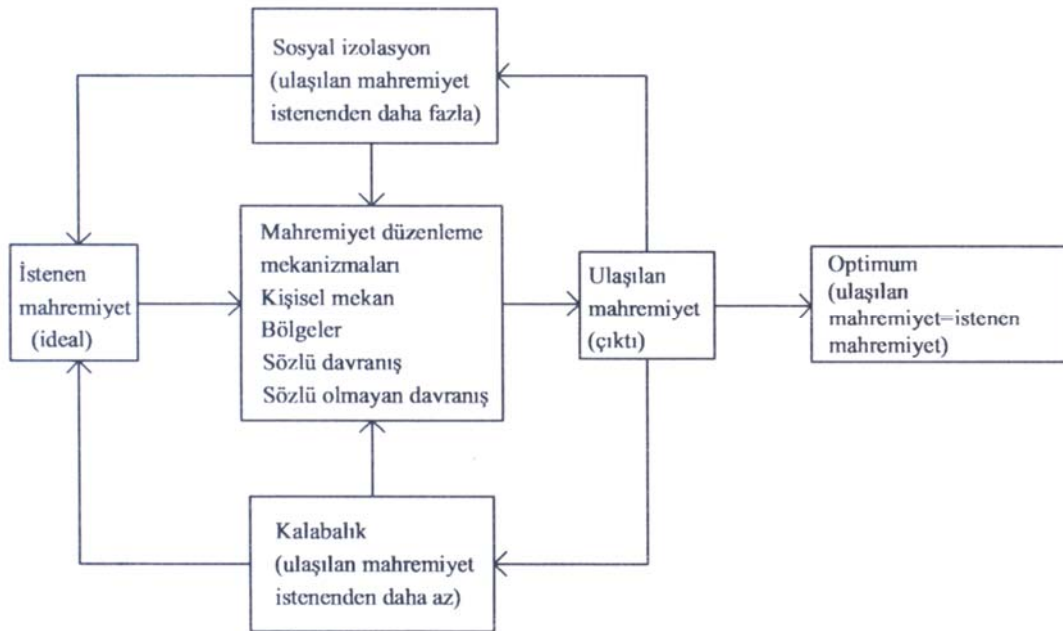 Sosyal izolasyon
(ulaşılan mahremiyet
istenenden daha fazla)
İstenen
mahremiyet
(ideal)
Mahremiyet düzenleme
mekanizmaları
Kişisel mekan
Bölgeler
Sözlü davranış
Sözlü olmayan davranış
Ulaşılan
mahremiyet
(çıktı)
Optimum
(ulaşılan
mahremiyet=istenen
mahremiyet)
Kalabalık
(ulaşılan mahremiyet
istenenden daha az)